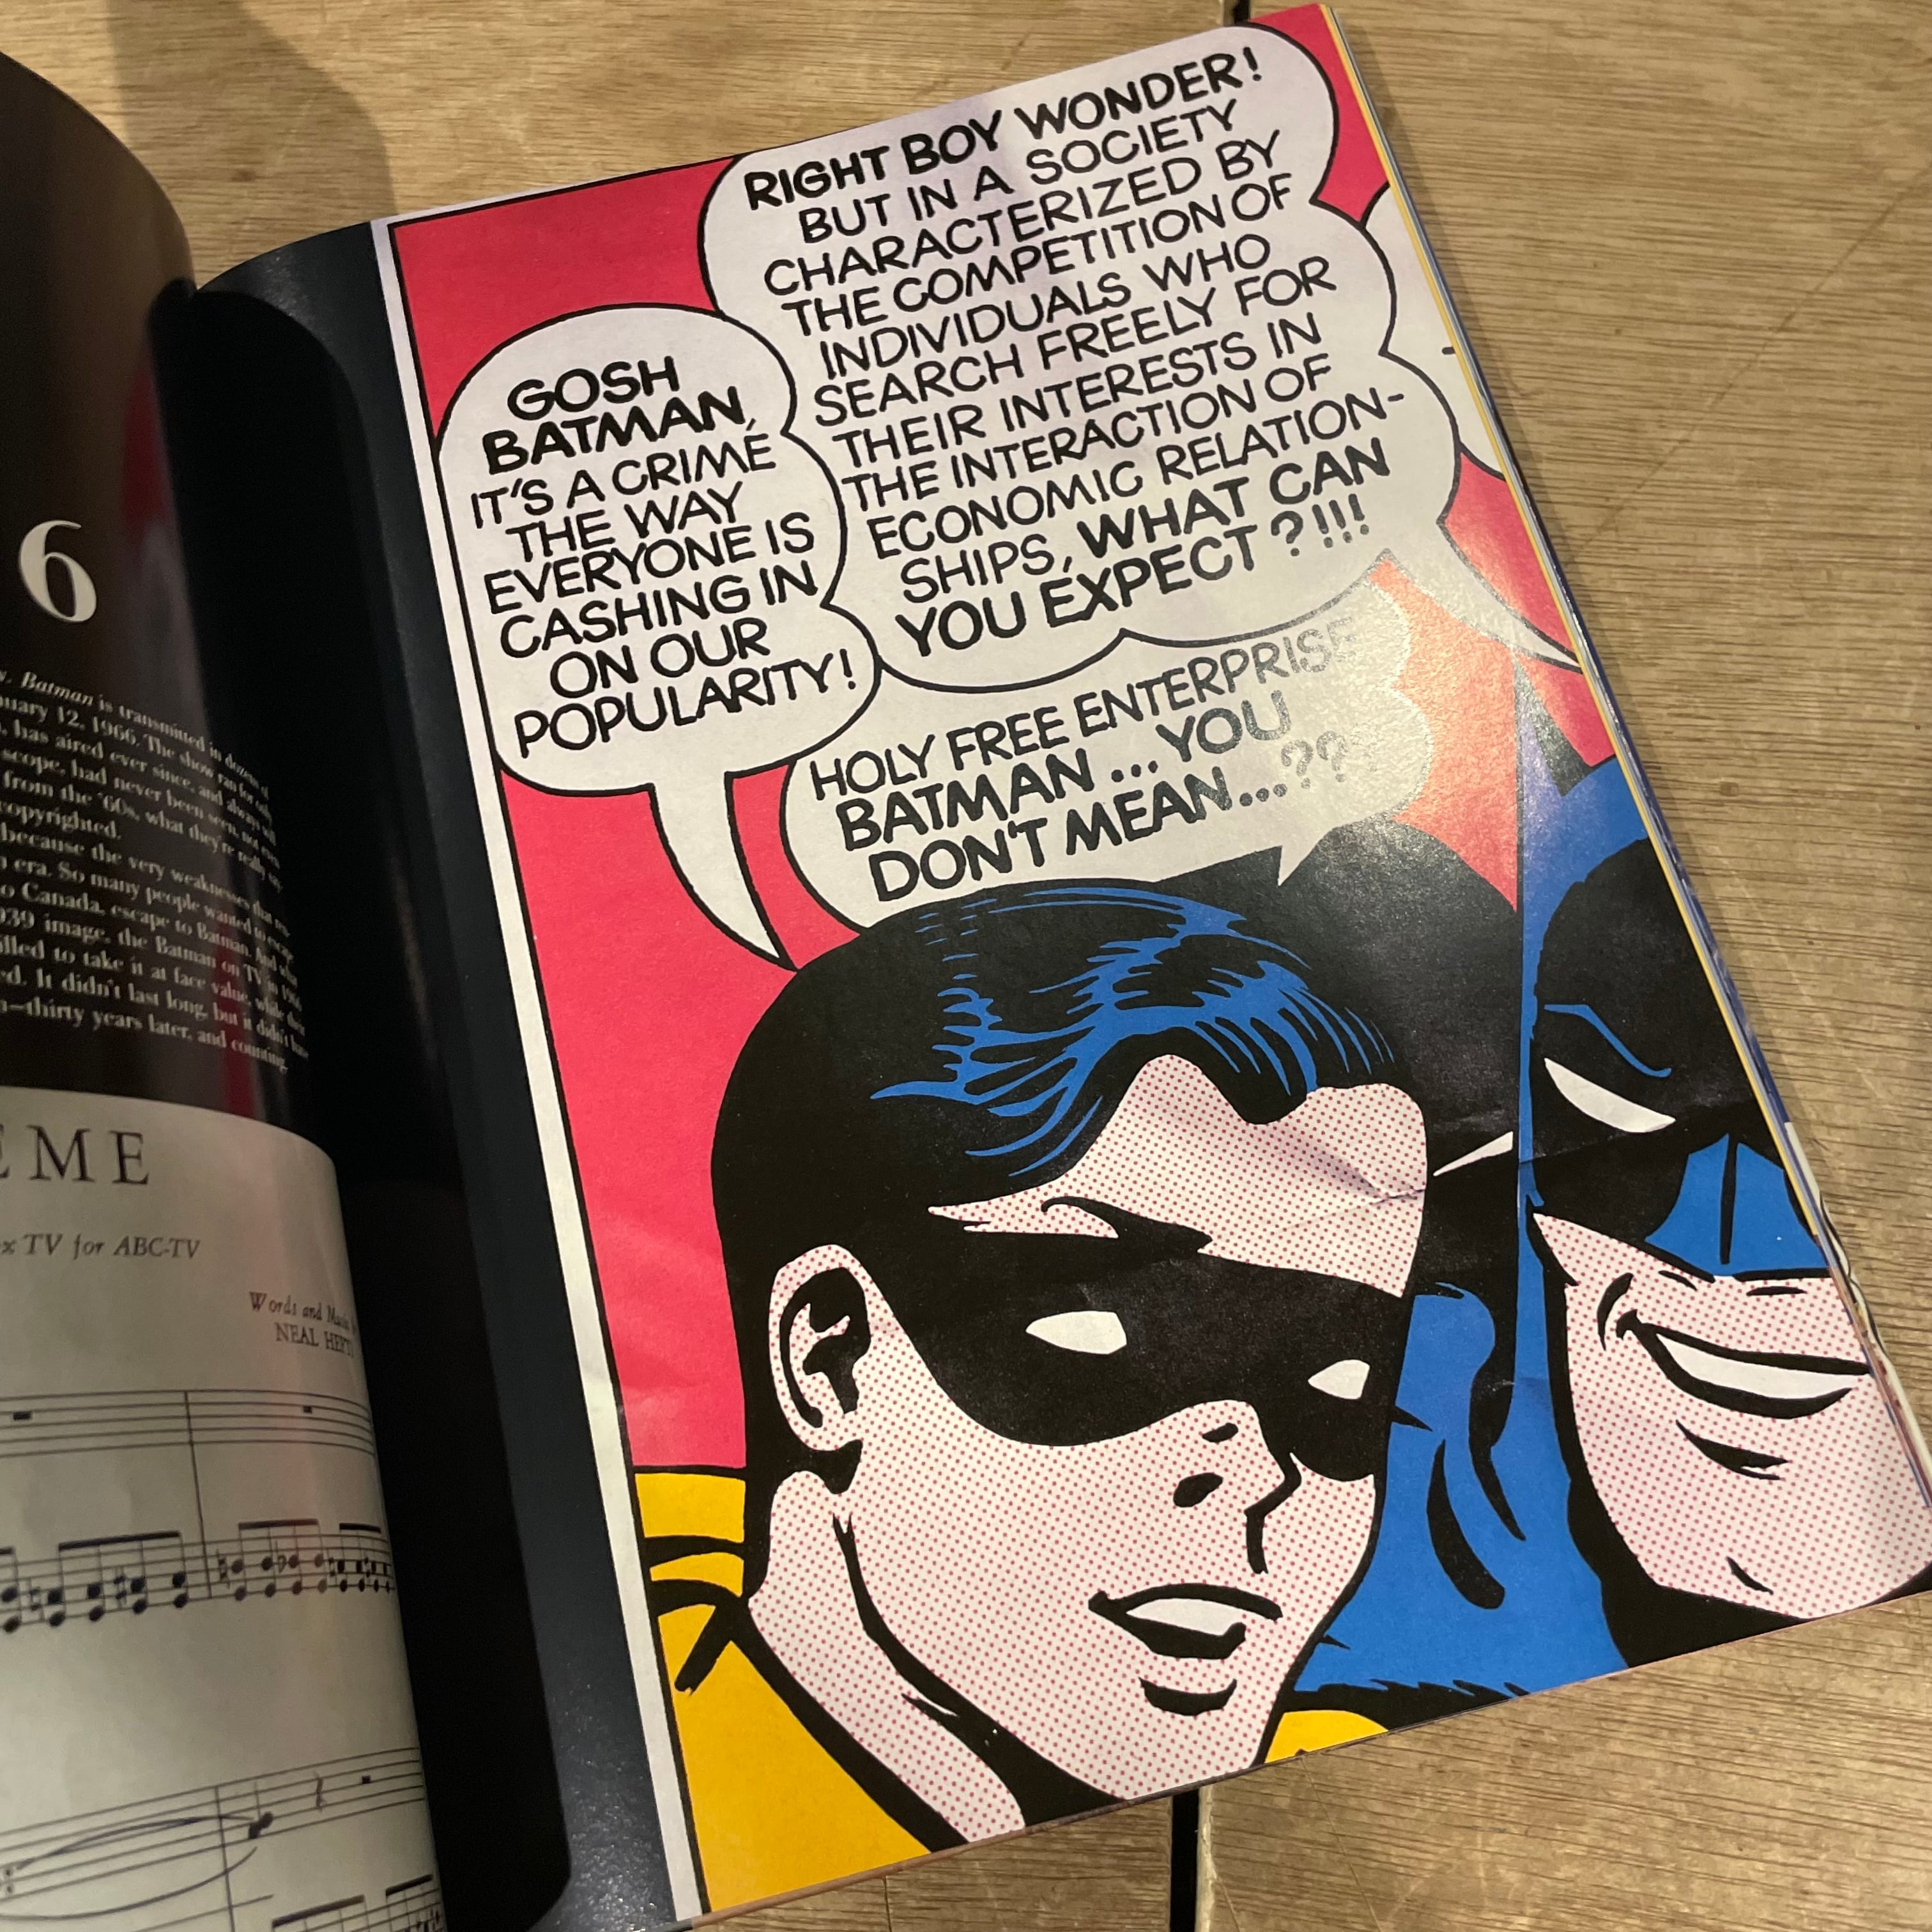 6
Batman is transmitted in dozens of
uary 12, 1966. The show ran for only
has aired ever since, and always will
scope, had never been seen, not even
from the '60s, what they're really say
copyrighted.
because the very weaknesses that
era. So many people wanted to escape
o Canada, escape to Batman. And what
939 image, the Batman on TV in 1966
illed to take it at face value, while their
ed. It didn't last long, but it didn't have
—thirty years later, and counting.
EME
x TV for ABC-TV
Words and Music
NEAL HEFTI
GOSH
BATMAN,
IT'S A CRIME
THE WAY
EVERYONE IS
CASHING IN
ON OUR
POPULARITY!
RIGHT BOY WONDER!
BUT IN A SOCIETY
CHARACTERIZED BY
THE COMPETITION OF
INDIVIDUALS WHO
SEARCH FREELY FOR
THEIR INTERESTS IN
THE INTERACTION OF
ECONOMIC RELATION-
SHIPS, WHAT CAN
YOU EXPECT?!!!
HOLY FREE ENTERPRISE
BATMAN...YOU
DON'T MEAN...???